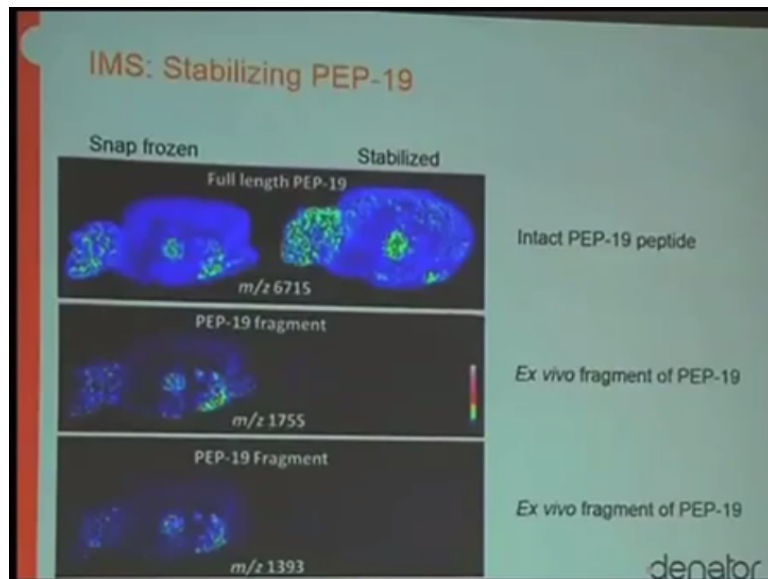 IMS: Stabilizing PEP-19
Snap frozen
Stabilized
Full length PEP-19
m/z 6715
Intact PEP-19 peptide
PEP-19 fragment
m/z 1755
Ex vivo fragment of PEP-19
PEP-19 Fragment
m/z 1393
Ex vivo fragment of PEP-19
denator